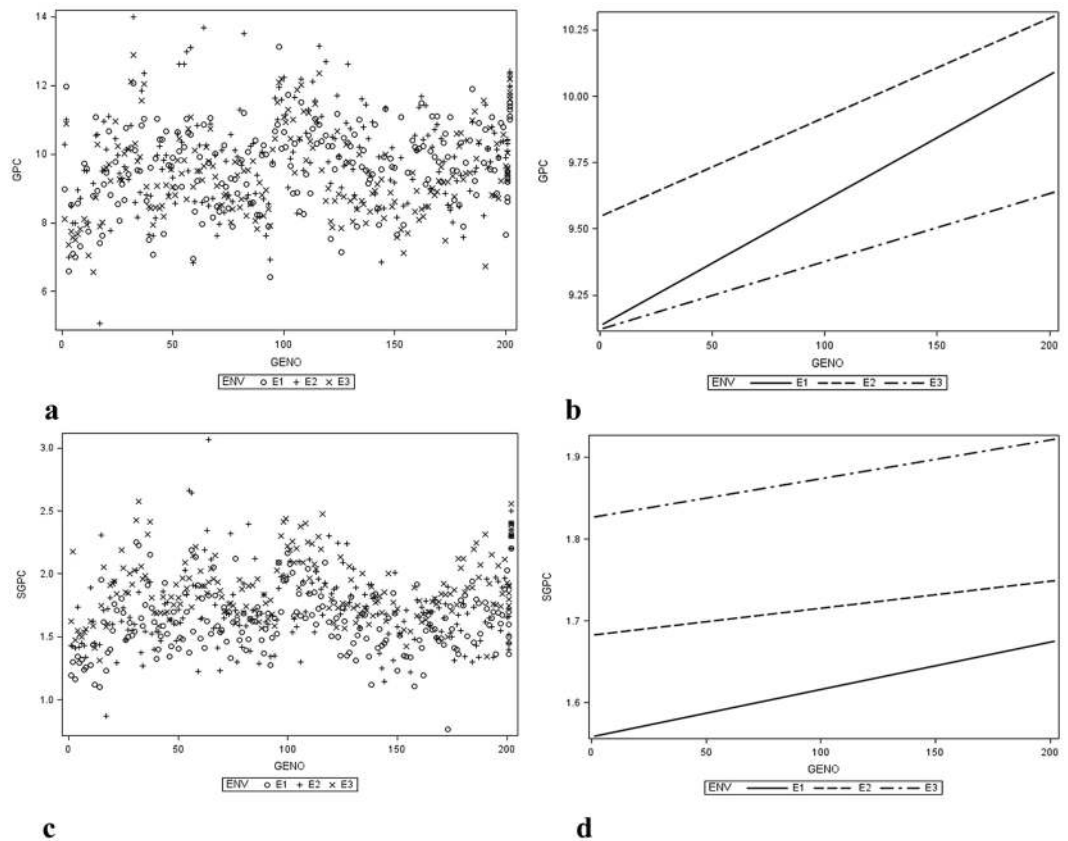 14
12
10
8
6
GPC
0 50 100 150 200
GENO
ENV E1 E2 E3
a
10.25
10.00
9.75
9.50
9.25
GPC
0 50 100 150 200
GENO
ENV E1 E2 E3
b
3.0
2.5
2.0
1.5
1.0
SGPC
0 50 100 150 200
GENO
ENV E1 E2 E3
c
1.9
1.8
1.7
1.6
SGPC
0 50 100 150 200
GENO
ENV E1 E2 E3
d